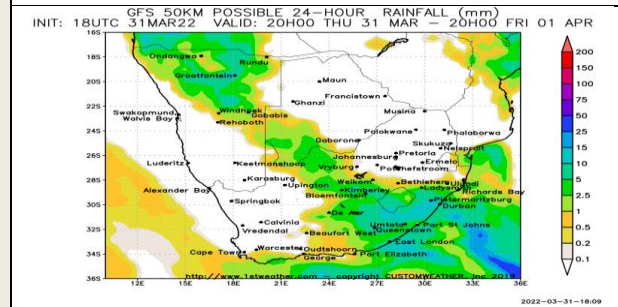 GFS 50KM POSSIBLE 24-HOUR RAINFALL (mm)
INIT: 18UTC 31MAR22 VALID: 20H00 THU 31 MAR – 20H00 FRI 01 APR
16S
18S
20S
22S
24S
26S
28S
30S
32S
34S
36S
Ondangwa
Rundu
Grootfontein
Maun
Francistown
Ghanzi
Windhoek
Gobabis
Musina
Swakopmund
Walvis Bay
Rehoboth
Polokwane
Phalaborwa
Gaborone
Skukuza
Nelspruit
Johannesburg
Pretoria
Luderitz
Keetmanshoop
Vryburg
Ermelo
Potchefstroom
Karasburg
Upington
Welkom
Bethlehem
Ladysmith
Alexander Bay
Kimberley
Richards Bay
Bloemfontein
Springbok
Pietermaritzburg
Durban
De Aar
Calvinia
Umtata
Port St Johns
Vredendal
Beaufort West
Queenstown
East London
Cape Town
Worcester
Oudtshoorn
George
Port Elizabeth
http://www.1stweather.com – copyright CUSTOMWEATHER, Inc 2019
12E 15E 18E 21E 24E 27E 30E 33E 36E
200
150
100
75
50
25
15
10
5
2
1
0.5
0.2
0.1
2022-03-31-18:09